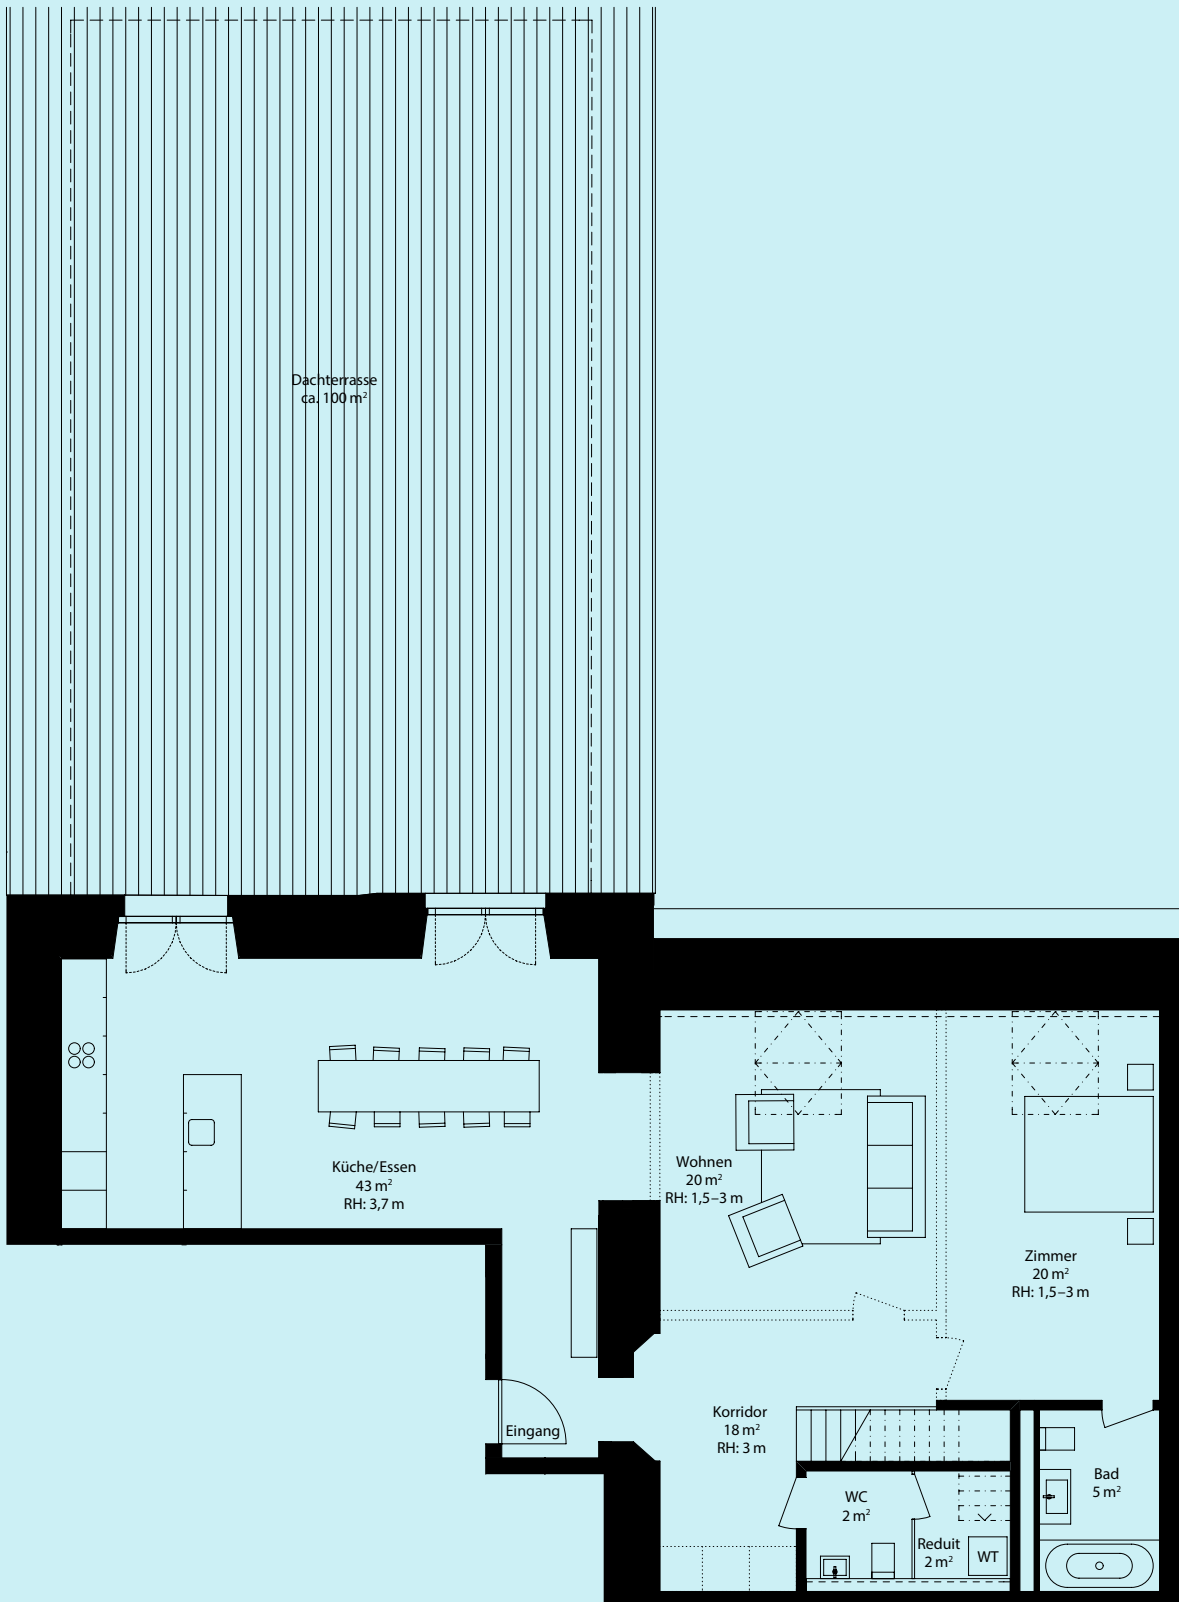 Dachterrasse
ca. 100 m²
Küche/Essen
43 m²
RH: 3,7 m
Wohnen
20 m²
RH: 1,5–3 m
Zimmer
20 m²
RH: 1,5–3 m
Eingang
Korridor
18 m²
RH: 3 m
WC
2 m²
Reduit
2 m²
WT
Bad
5 m²